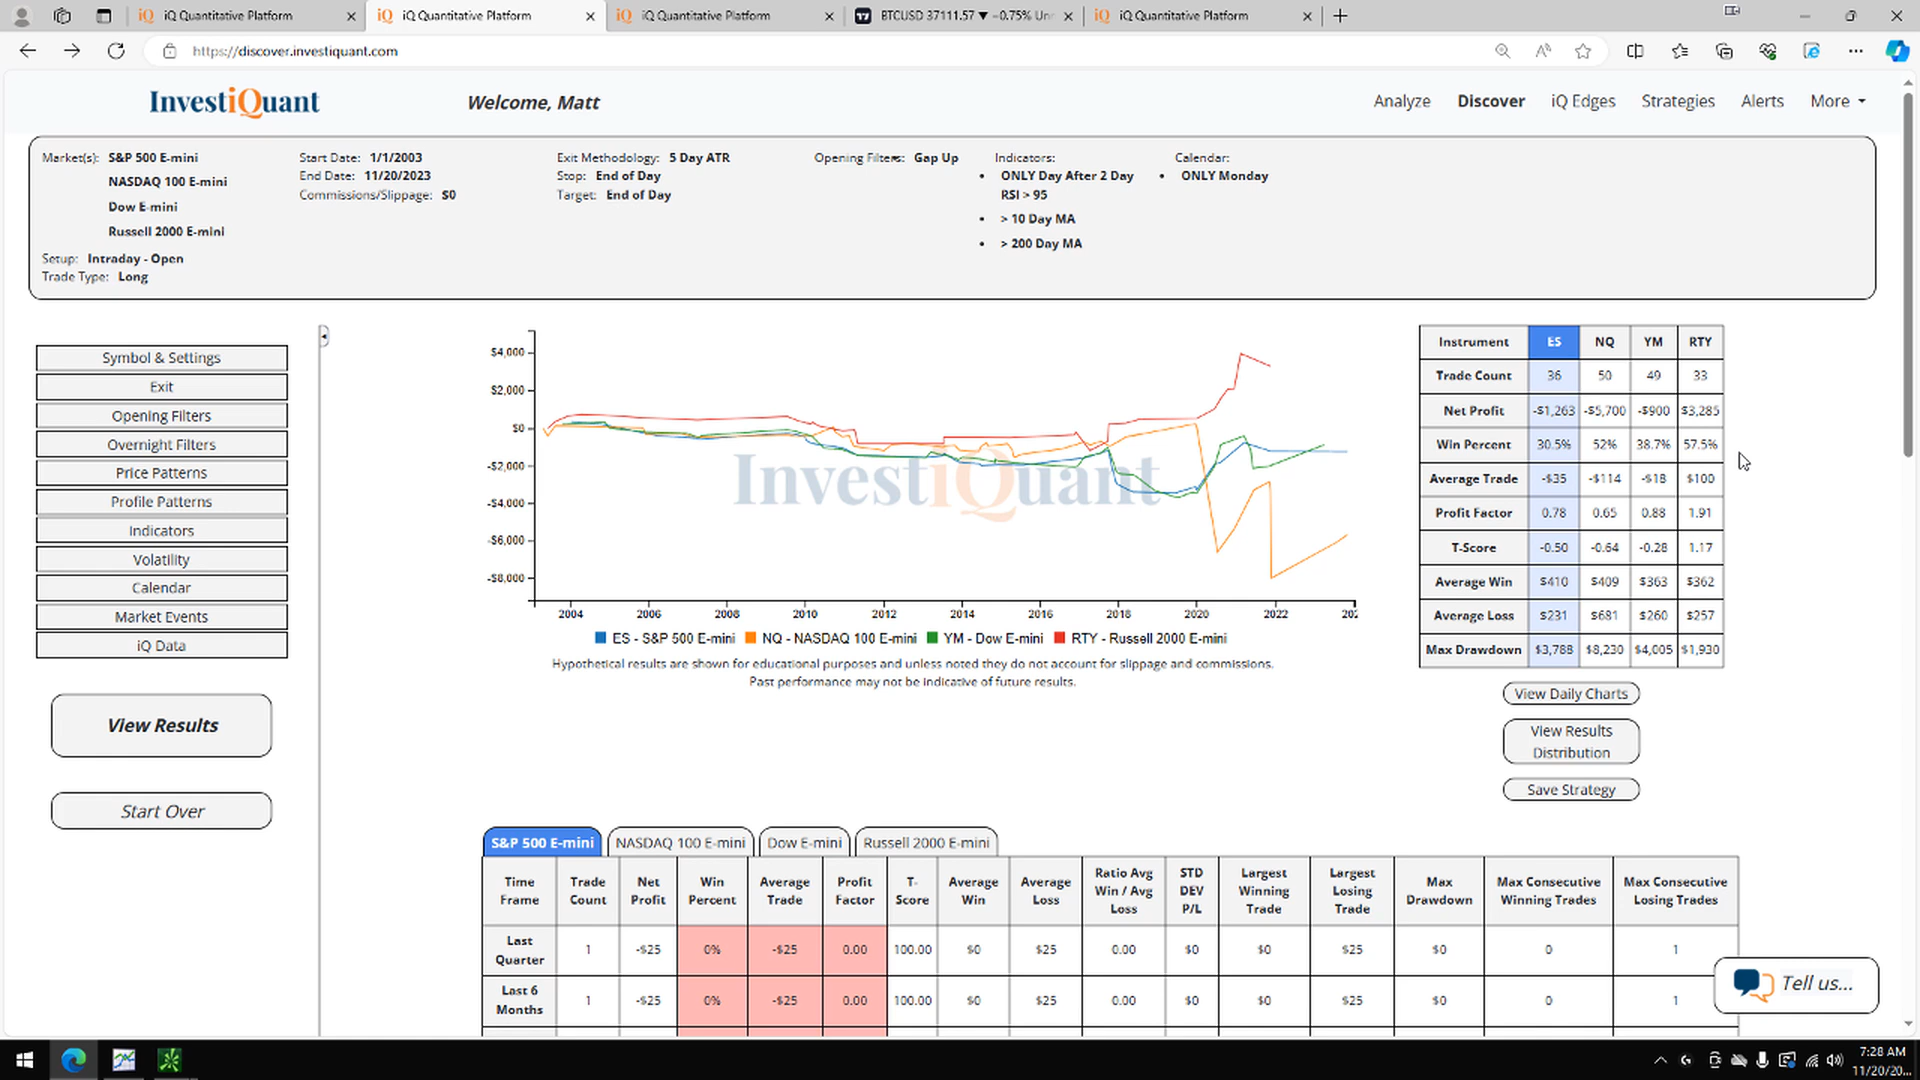 iQ Quantitative Platform
iQ Quantitative Platform
iQ Quantitative Platform
BTCUSD 37111.57 ▼ −0.75% Un
iQ Quantitative Platform
https://discover.investiquant.com
InvestiQuant
Welcome, Matt
Analyze
Discover
iQ Edges
Strategies
Alerts
More
Market(s): S&P 500 E-mini
NASDAQ 100 E-mini
Dow E-mini
Russell 2000 E-mini
Setup: Intraday - Open
Trade Type: Long
Start Date: 1/1/2003
End Date: 11/20/2023
Commissions/Slippage: $0
Exit Methodology: 5 Day ATR
Stop: End of Day
Target: End of Day
Opening Filters: Gap Up
Indicators:
• ONLY Day After 2 Day
RSI > 95
• > 10 Day MA
• > 200 Day MA
Calendar:
• ONLY Monday
Symbol & Settings
Exit
Opening Filters
Overnight Filters
Price Patterns
Profile Patterns
Indicators
Volatility
Calendar
Market Events
iQ Data
View Results
Start Over
$4,000
$2,000
$0
-$2,000
-$4,000
-$6,000
-$8,000
InvestiQuant
2004 2006 2008 2010 2012 2014 2016 2018 2020 2022 202
ES - S&P 500 E-mini NQ - NASDAQ 100 E-mini YM - Dow E-mini RTY - Russell 2000 E-mini
Hypothetical results are shown for educational purposes and unless noted they do not account for slippage and commissions.
Past performance may not be indicative of future results.
Instrument ES NQ YM RTY
Trade Count 36 50 49 33
Net Profit -$1,263 -$5,700 -$900 $3,285
Win Percent 30.5% 52% 38.7% 57.5%
Average Trade -$35 -$114 -$18 $100
Profit Factor 0.78 0.65 0.88 1.91
T-Score -0.50 -0.64 -0.28 1.17
Average Win $410 $409 $363 $362
Average Loss $231 $681 $260 $257
Max Drawdown $3,788 $8,230 $4,005 $1,930
View Daily Charts
View Results
Distribution
Save Strategy
S&P 500 E-mini NASDAQ 100 E-mini Dow E-mini Russell 2000 E-mini
Time Frame Trade Count Net Profit Win Percent Average Trade Profit Factor T-Score Average Win Average Loss Ratio Avg Win / Avg Loss STD DEV P/L Largest Winning Trade Largest Losing Trade Max Drawdown Max Consecutive Winning Trades Max Consecutive Losing Trades
Last Quarter 1 -$25 0% -$25 0.00 100.00 $0 $25 0.00 $0 $0 $25 $0 0 1
Last 6 Months 1 -$25 0% -$25 0.00 100.00 $0 $25 0.00 $0 $0 $25 $0 0 1
Tell us...
7:28 AM
11/20/20...